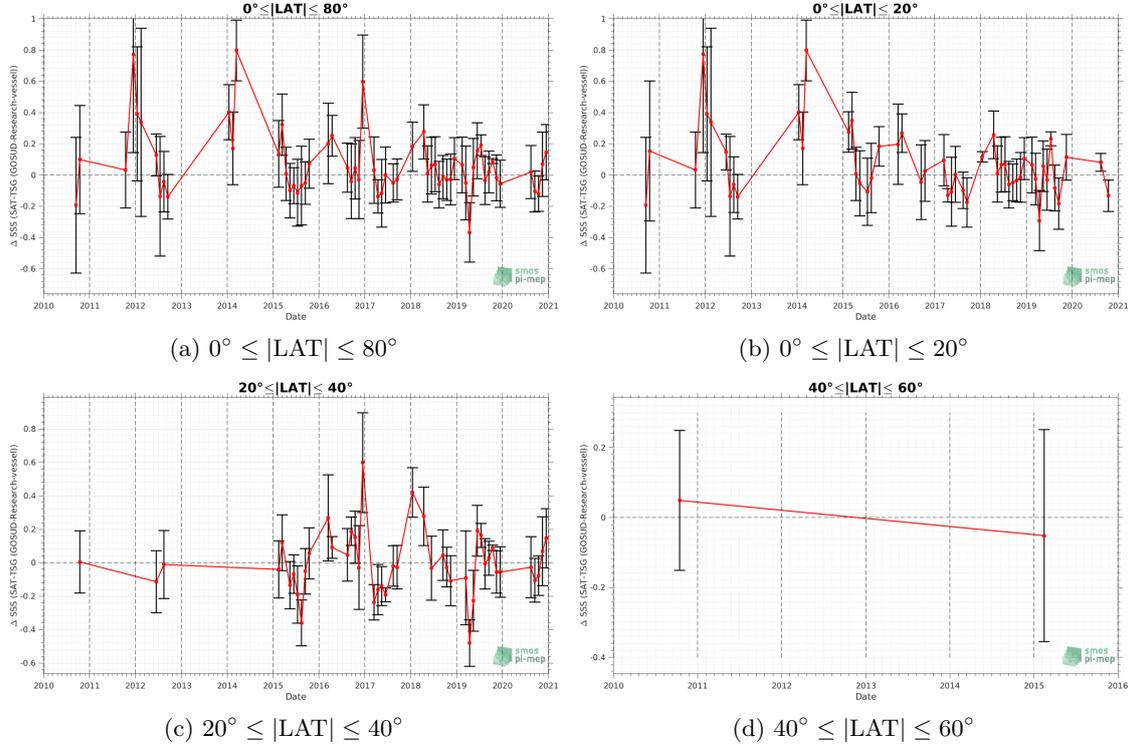 0°≤|LAT|≤ 80°
Δ SSS (SAT-TSG (GOSUD-Research-vessel))
1
0.8
0.6
0.4
0.2
0
-0.2
-0.4
-0.6
2010 2011 2012 2013 2014 2015 2016 2017 2018 2019 2020 2021
Date
smos
pi-mep
(a) 0° ≤ |LAT| ≤ 80°
0°≤|LAT|≤ 20°
Δ SSS (SAT-TSG (GOSUD-Research-vessel))
1
0.8
0.6
0.4
0.2
0
-0.2
-0.4
-0.6
2010 2011 2012 2013 2014 2015 2016 2017 2018 2019 2020 2021
Date
smos
pi-mep
(b) 0° ≤ |LAT| ≤ 20°
20°≤|LAT|≤ 40°
Δ SSS (SAT-TSG (GOSUD-Research-vessel))
0.8
0.6
0.4
0.2
0
-0.2
-0.4
-0.6
2010 2011 2012 2013 2014 2015 2016 2017 2018 2019 2020 2021
Date
smos
pi-mep
(c) 20° ≤ |LAT| ≤ 40°
40°≤|LAT|≤ 60°
Δ SSS (SAT-TSG (GOSUD-Research-vessel))
0.2
0
-0.2
-0.4
2010 2011 2012 2013 2014 2015 2016
Date
smos
pi-mep
(d) 40° ≤ |LAT| ≤ 60°